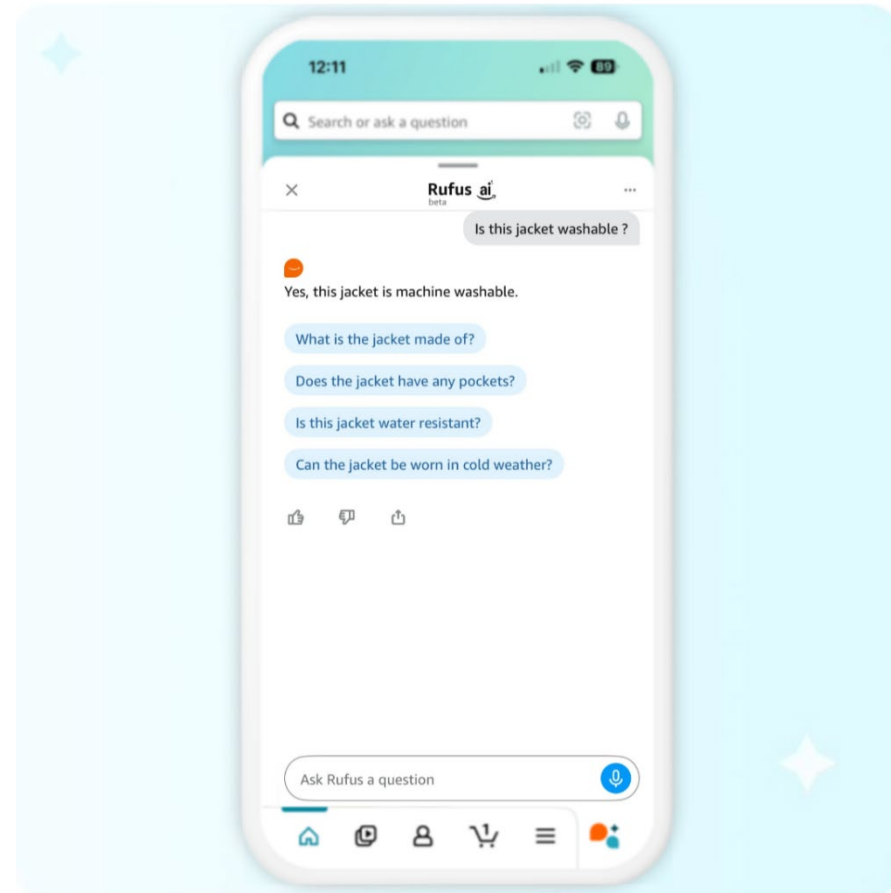 12:11
89
Search or ask a question
Rufus ai
beta
Is this jacket washable ?
Yes, this jacket is machine washable.
What is the jacket made of?
Does the jacket have any pockets?
Is this jacket water resistant?
Can the jacket be worn in cold weather?
Ask Rufus a question
1